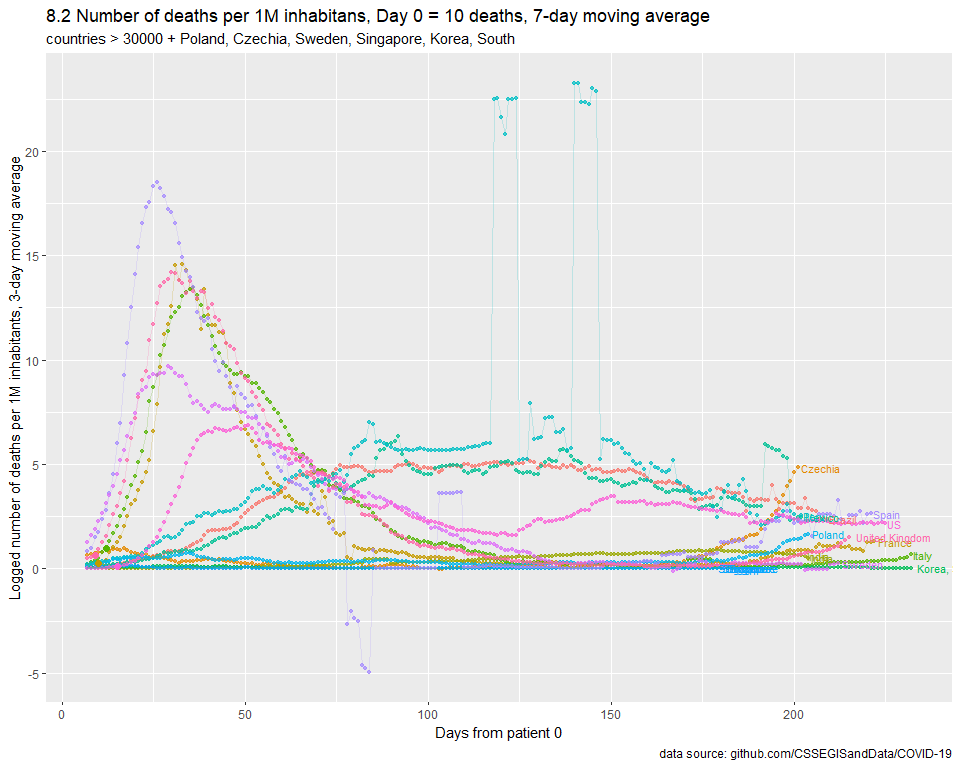 8.2 Number of deaths per 1M inhabitans, Day 0 = 10 deaths, 7-day moving average
countries > 30000 + Poland, Czechia, Sweden, Singapore, Korea, South
Logged number of deaths per 1M inhabitants, 3-day moving average
20
15
10
5
0
-5
Czechia
Spain
US
Poland
United Kingdom
France
Italy
Korea,
0
50
100
150
200
Days from patient 0
data source: github.com/CSSEGISandData/COVID-19